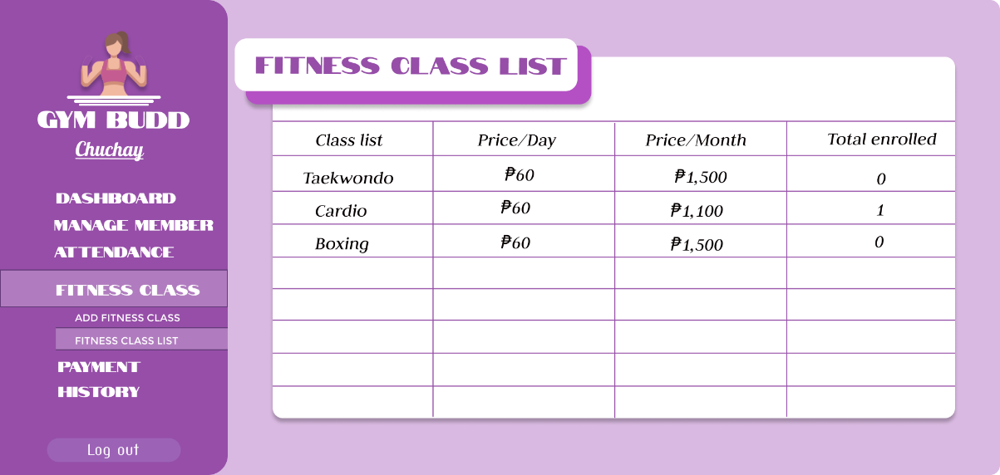 GYM BUDD
Chuchay
DASHBOARD
MANAGE MEMBER
ATTENDANCE
FITNESS CLASS
ADD FITNESS CLASS
FITNESS CLASS LIST
PAYMENT
HISTORY
Log out
FITNESS CLASS LIST
Class list Price/Day Price/Month Total enrolled
Taekwondo ₱60 ₱1,500 0
Cardio ₱60 ₱1,100 1
Boxing ₱60 ₱1,500 0